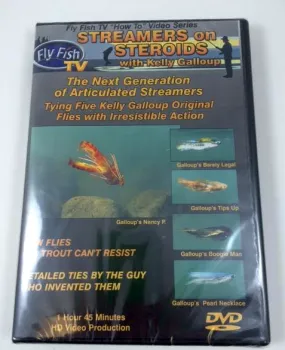 Fly Fish TV "How To" Video Series
STREAMERS on
STEROIDS
with Kelly Galloup
Fly Fish
TV
The Next Generation
of Articulated Streamers
Tying Five Kelly Galloup Original
Flies with Irresistible Action
Galloup's Barely Legal
Galloup's Tips Up
Galloup's Nancy P.
Galloup's Boogie Man
FLIES
TROUT CAN'T RESIST
DETAILED TIES BY THE GUY
WHO INVENTED THEM
Galloup's Pearl Necklace
1 Hour 45 Minutes
HD Video Production
DVD